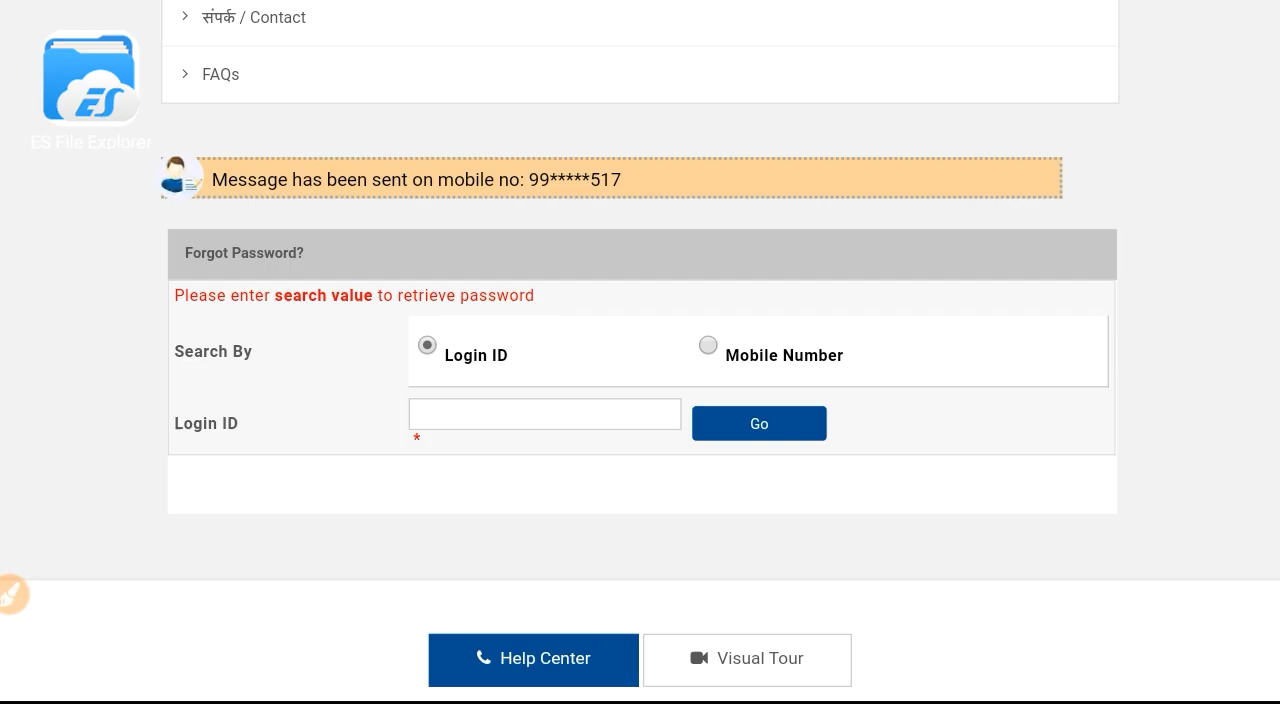 संपर्क / Contact
FAQs
ES
ES File Explorer
Message has been sent on mobile no: 99*****517
Forgot Password?
Please enter search value to retrieve password
Search By
Login ID
Mobile Number
Login ID
Go
*
Help Center
Visual Tour